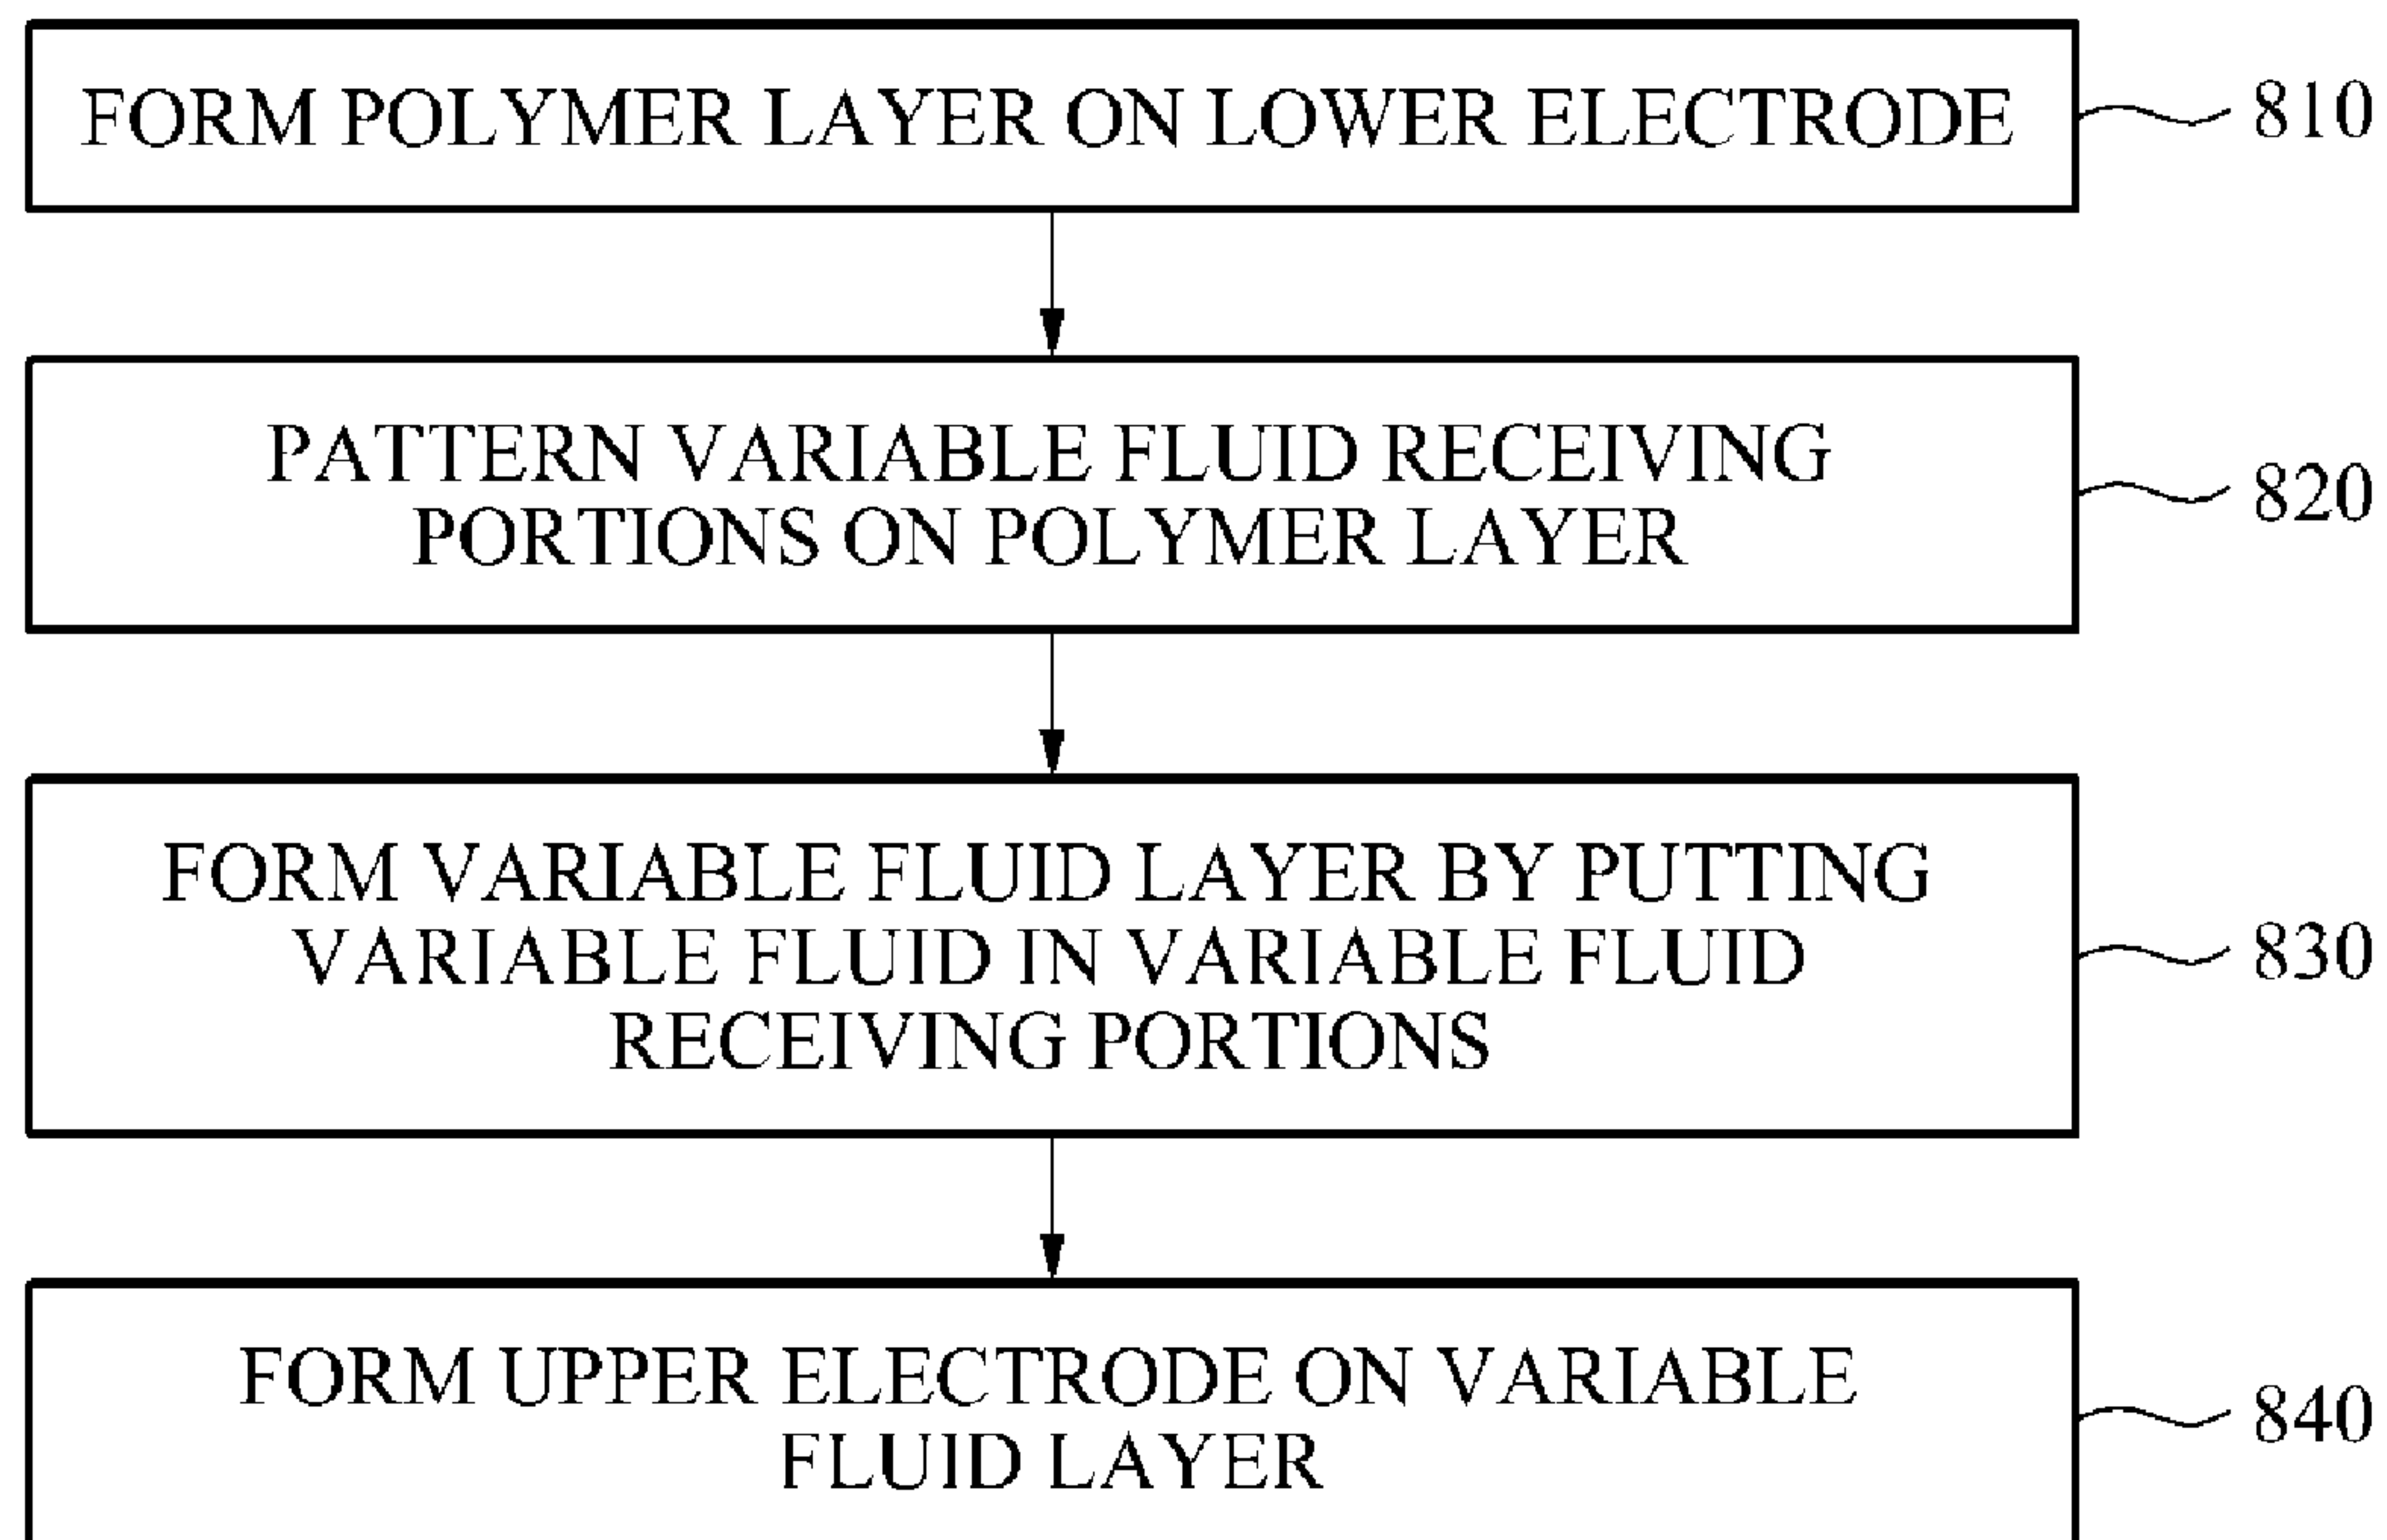 FORM POLYMER LAYER ON LOWER ELECTRODE
810
PATTERN VARIABLE FLUID RECEIVING
PORTIONS ON POLYMER LAYER
820
FORM VARIABLE FLUID LAYER BY PUTTING
VARIABLE FLUID IN VARIABLE FLUID
RECEIVING PORTIONS
830
FORM UPPER ELECTRODE ON VARIABLE
FLUID LAYER
840